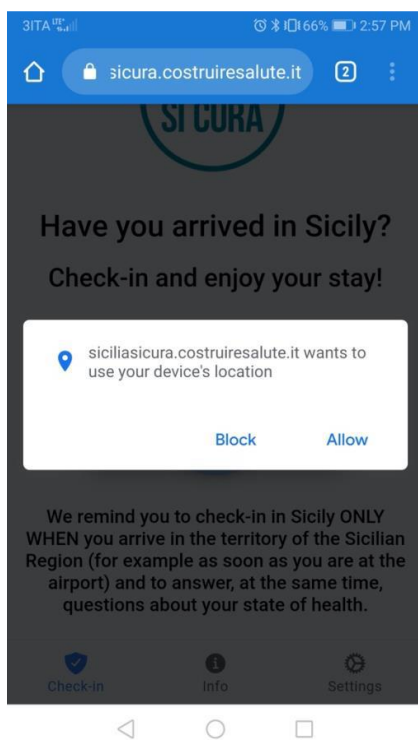 3ITA
66% 2:57 PM
sicura.costruiresalute.it
2
SI CURA
Have you arrived in Sicily?
Check-in and enjoy your stay!
siciliasicura.costruiresalute.it wants to
use your device's location
Block Allow
We remind you to check-in in Sicily ONLY
WHEN you arrive in the territory of the Sicilian
Region (for example as soon as you are at the
airport) and to answer, at the same time,
questions about your state of health.
Check-in Info Settings